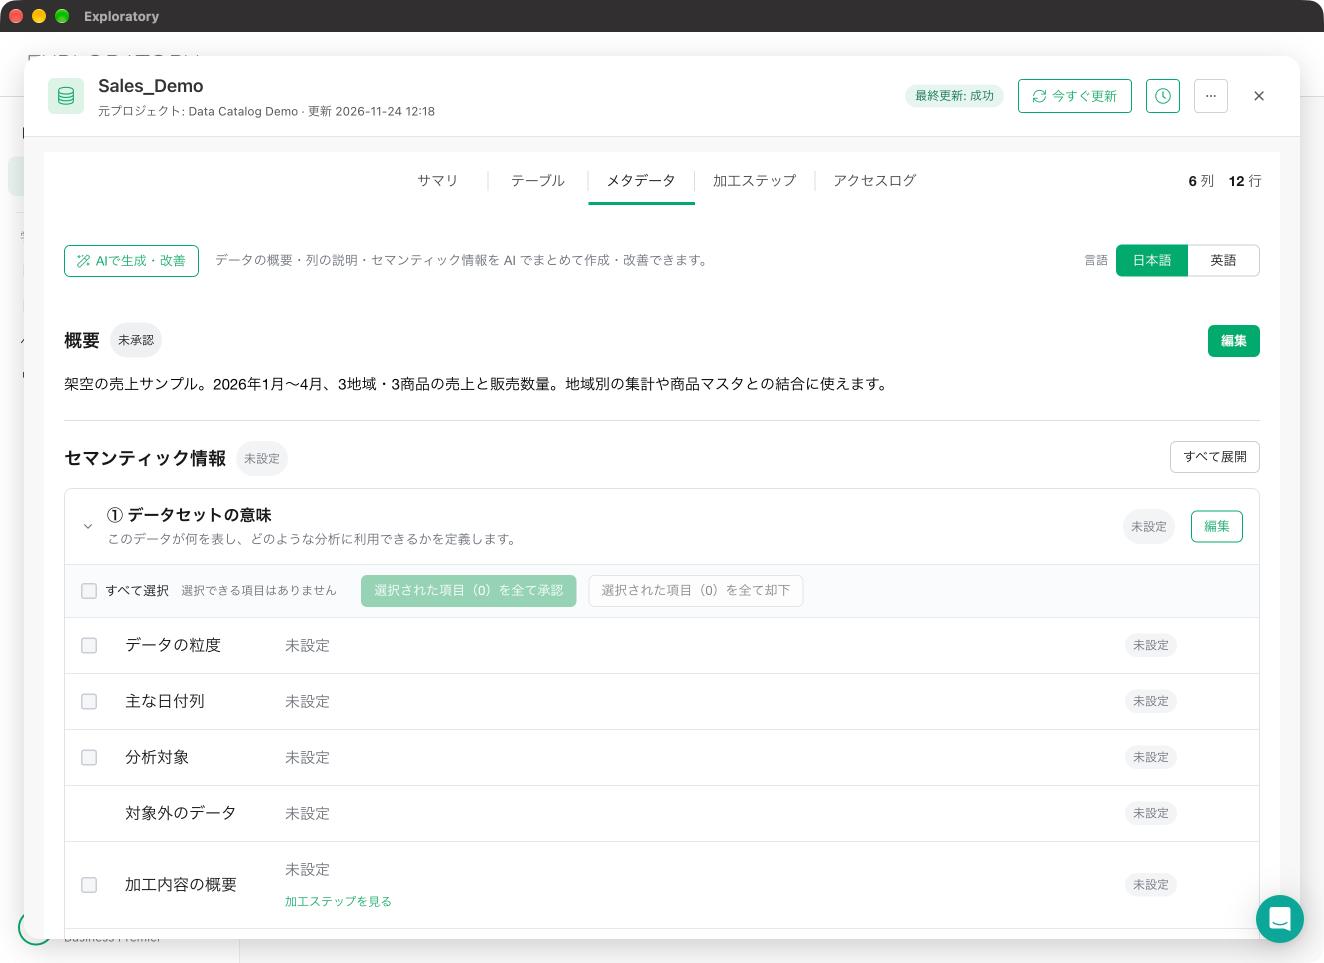 Exploratory
Sales_Demo
元プロジェクト: Data Catalog Demo · 更新 2026-11-24 12:18
最終更新: 成功
今すぐ更新
サマリ
テーブル
メタデータ
加工ステップ
アクセスログ
6 列 12 行
AIで生成・改善
データの概要・列の説明・セマンティック情報を AI でまとめて作成・改善できます。
言語
日本語
英語
概要
未承認
編集
架空の売上サンプル。2026年1月〜4月、3地域・3商品の売上と販売数量。地域別の集計や商品マスタとの結合に使えます。
セマンティック情報
未設定
すべて展開
① データセットの意味
このデータが何を表し、どのような分析に利用できるかを定義します。
未設定
編集
すべて選択
選択できる項目はありません
選択された項目（0）を全て承認
選択された項目（0）を全て却下
データの粒度
未設定
未設定
主な日付列
未設定
未設定
分析対象
未設定
未設定
対象外のデータ
未設定
未設定
加工内容の概要
未設定
加工ステップを見る
未設定